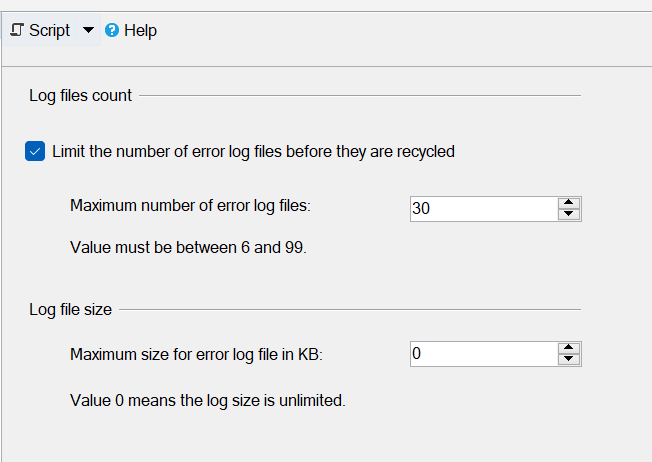 Script Help
Log files count
Limit the number of error log files before they are recycled
Maximum number of error log files: 30
Value must be between 6 and 99.
Log file size
Maximum size for error log file in KB: 0
Value 0 means the log size is unlimited.